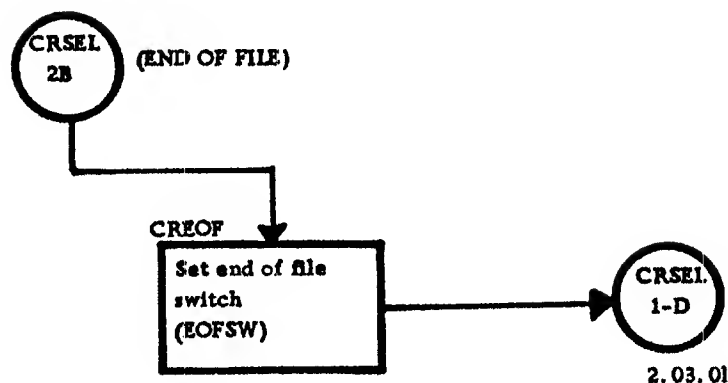 CRSEL
2B
(END OF FILE)
CREOF
Set end of file
switch
(EOFSW)
CRSEL
1-D
2.03.01